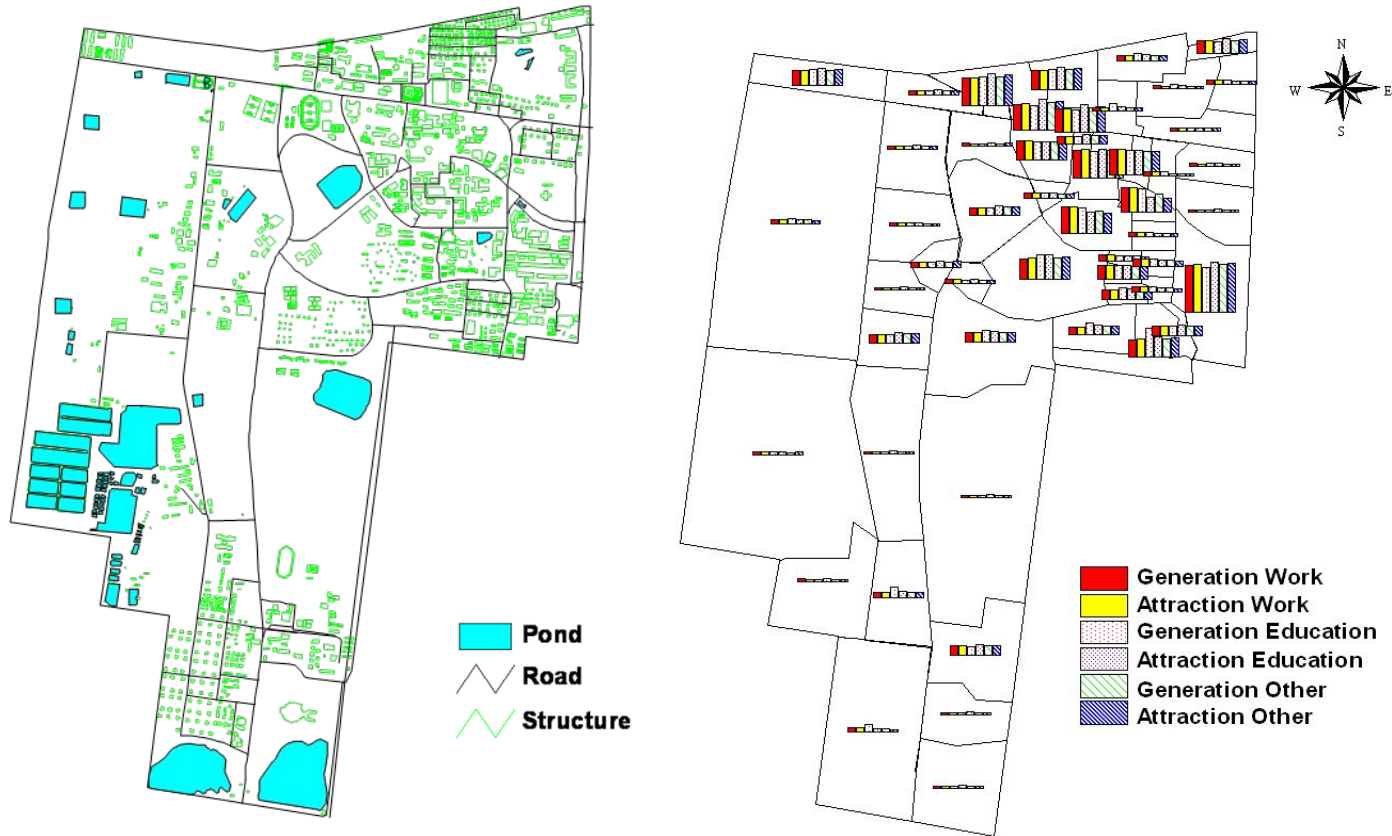 Pond
Road
Structure
N
W
E
S
Generation Work
Attraction Work
Generation Education
Attraction Education
Generation Other
Attraction Other